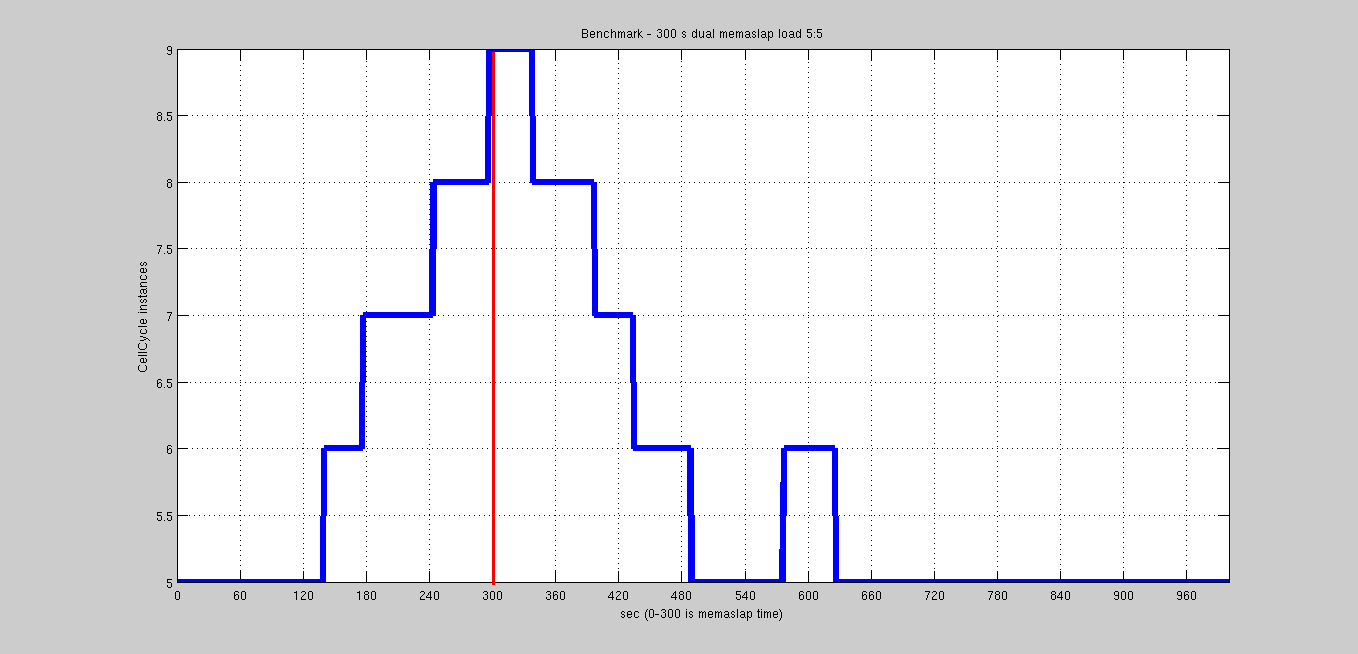 Benchmark - 300 s dual memaslap load 5:5
9
8.5
8
7.5
7
6.5
6
5.5
5
CellCycle instances
0 60 120 180 240 300 360 420 480 540 600 660 720 780 840 900 960
sec (0-300 is memaslap time)